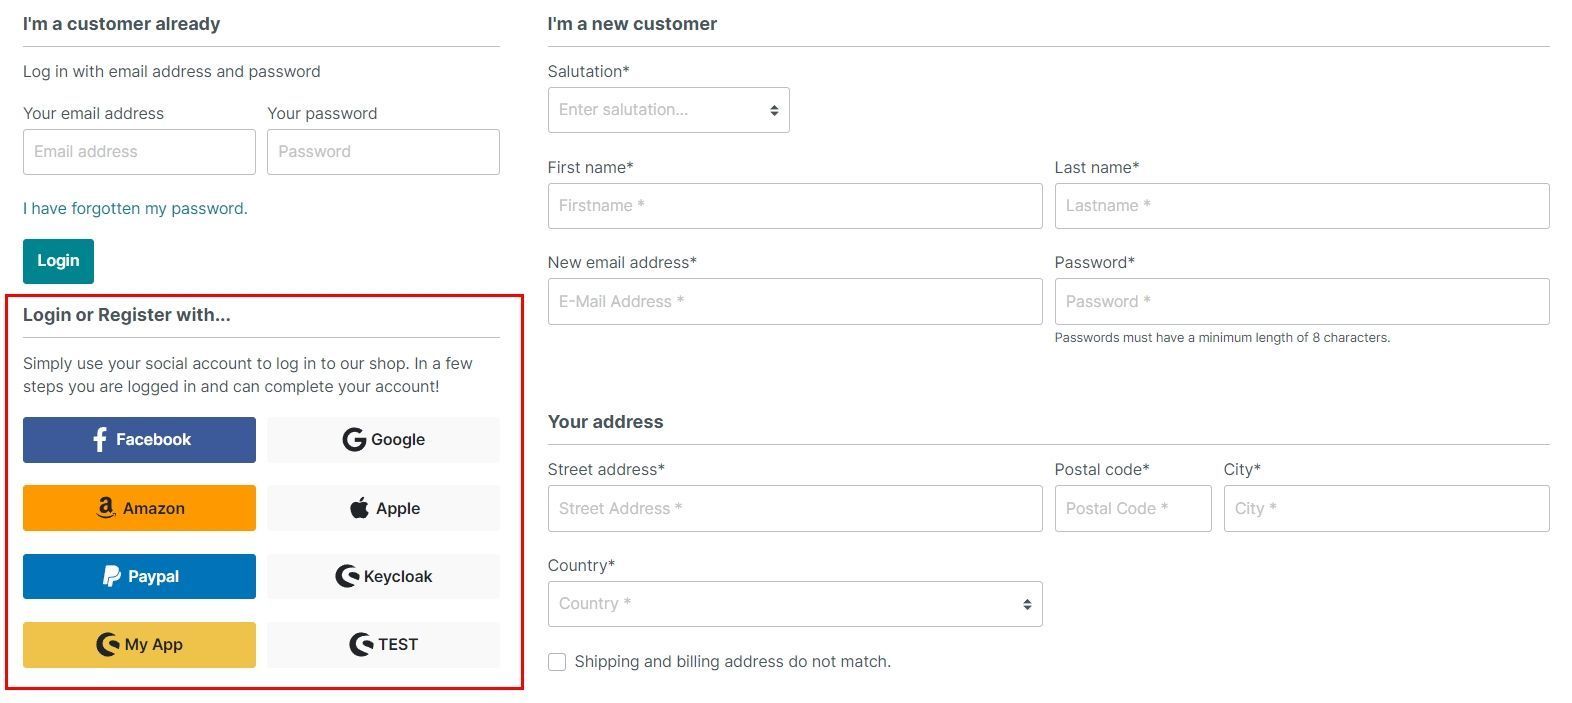 I'm a customer already
Log in with email address and password
Your email address
Your password
Email address
Password
I have forgotten my password.
Login
Login or Register with...
Simply use your social account to log in to our shop. In a few
steps you are logged in and can complete your account!
Facebook
Google
Amazon
Apple
Paypal
Keycloak
My App
TEST
I'm a new customer
Salutation*
Enter salutation...
First name*
Last name*
Firstname *
Lastname *
New email address*
Password*
E-Mail Address *
Password *
Passwords must have a minimum length of 8 characters.
Your address
Street address*
Postal code*
City*
Street Address *
Postal Code *
City *
Country*
Country *
Shipping and billing address do not match.